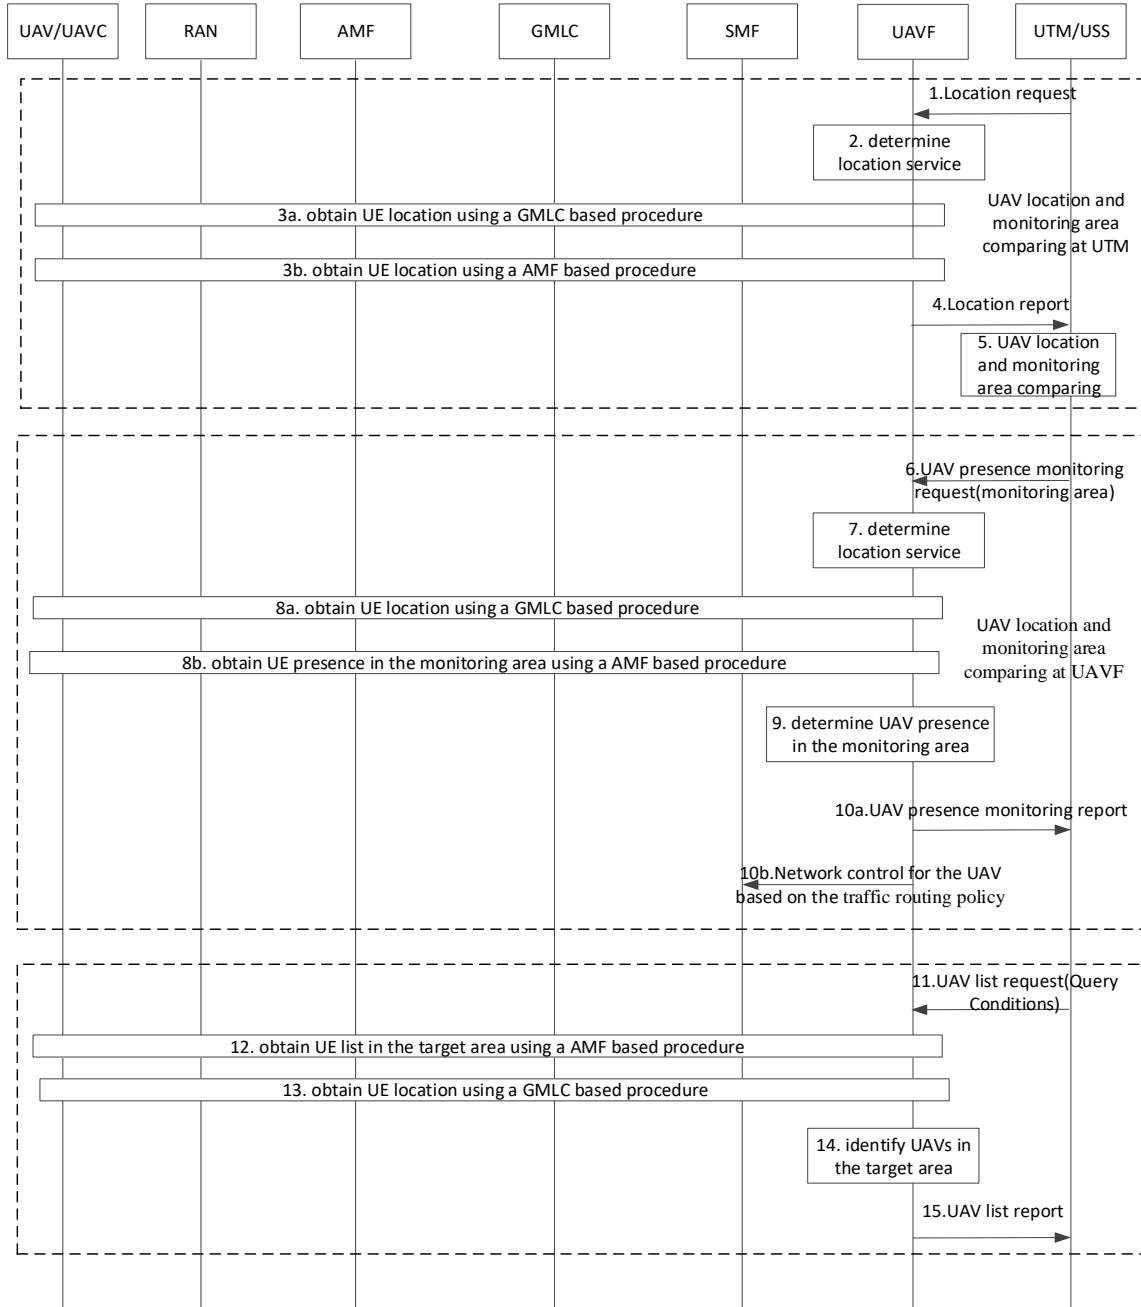 UAV/UAVC
RAN
AMF
GMLC
SMF
UAVF
UTM/USS
1.Location request
2. determine
location service
3a. obtain UE location using a GMLC based procedure
UAV location and
monitoring area
comparing at UTM
3b. obtain UE location using a AMF based procedure
4.Location report
5. UAV location
and monitoring
area comparing
6.UAV presence monitoring
request(monitoring area)
7. determine
location service
8a. obtain UE location using a GMLC based procedure
UAV location and
monitoring area
comparing at UAVF
8b. obtain UE presence in the monitoring area using a AMF based procedure
9. determine UAV presence
in the monitoring area
10a.UAV presence monitoring report
10b.Network control for the UAV
based on the traffic routing policy
11.UAV list request(Query
Conditions)
12. obtain UE list in the target area using a AMF based procedure
13. obtain UE location using a GMLC based procedure
14. identify UAVs in
the target area
15.UAV list report